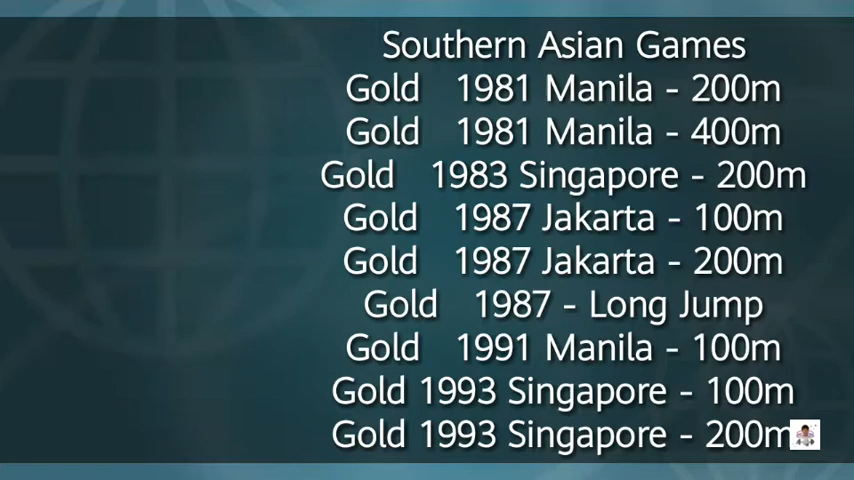 Southern Asian Games
Gold 1981 Manila - 200m
Gold 1981 Manila - 400m
Gold 1983 Singapore - 200m
Gold 1987 Jakarta - 100m
Gold 1987 Jakarta - 200m
Gold 1987 - Long Jump
Gold 1991 Manila - 100m
Gold 1993 Singapore - 100m
Gold 1993 Singapore - 200m